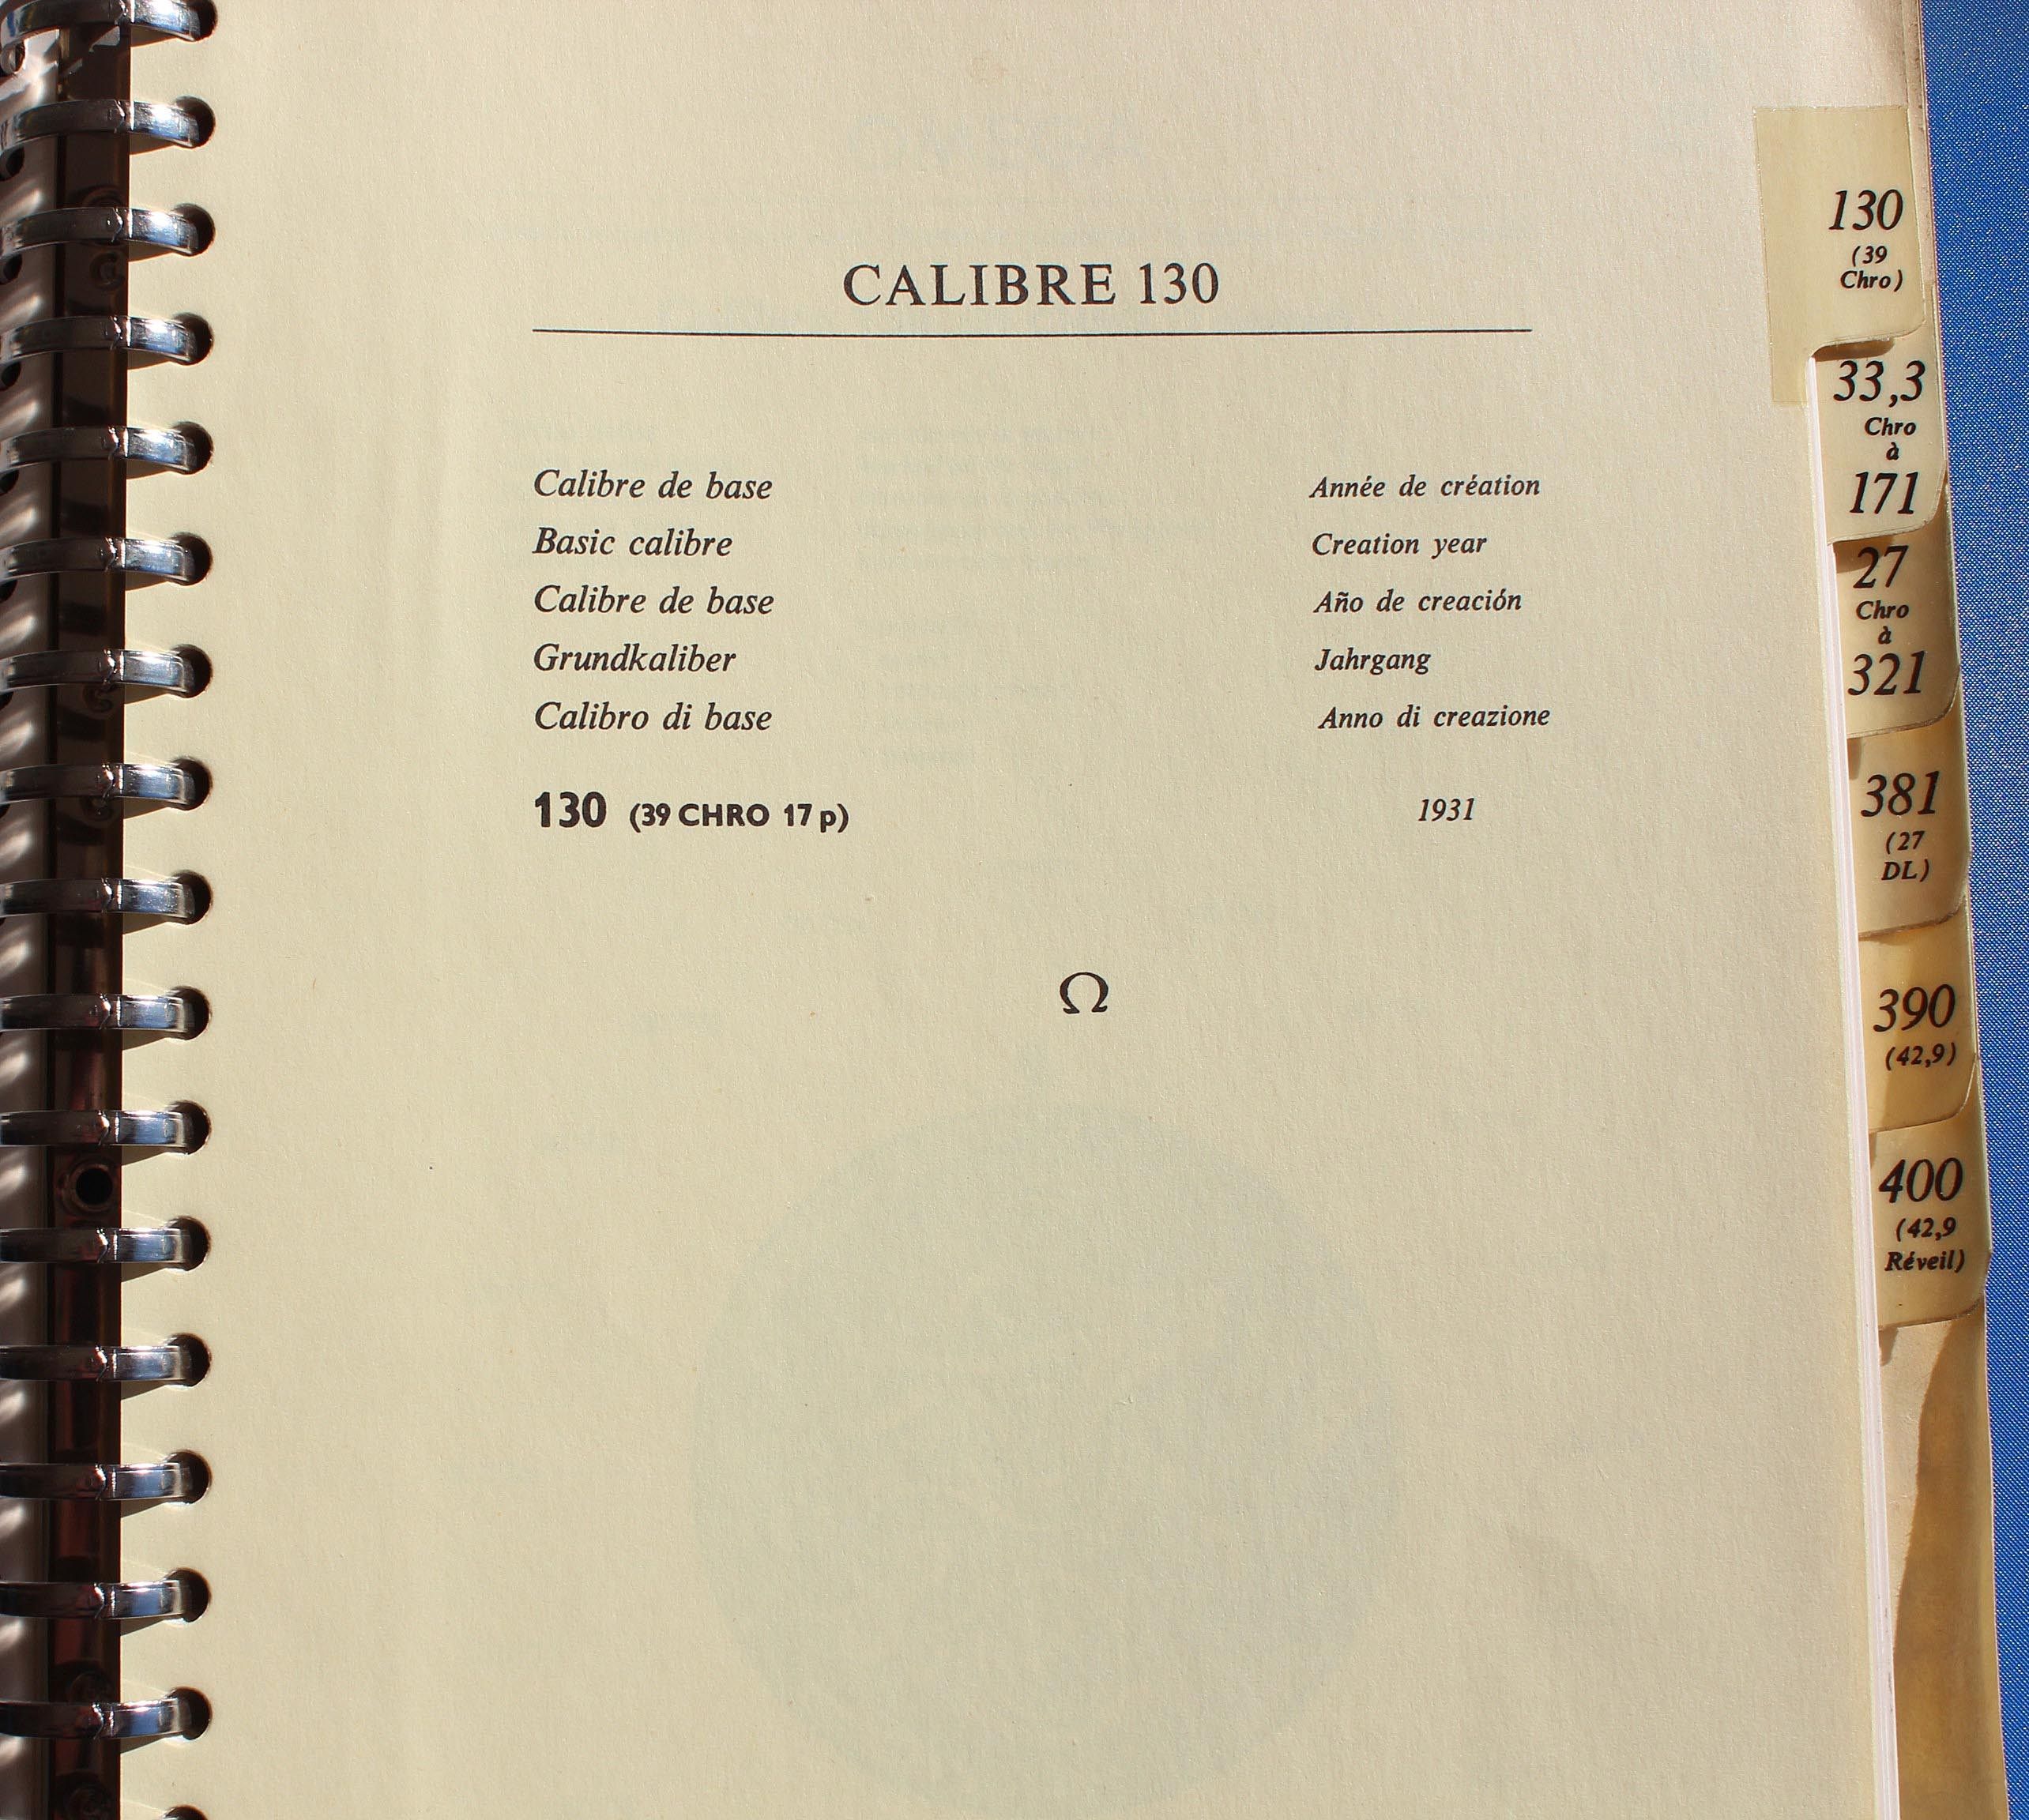 CALIBRE 130
Calibre de base
Année de création
Basic calibre
Creation year
Calibre de base
Año de creación
Grundkaliber
Jahrgang
Calibro di base
Anno di creazione
130 (39 CHRO 17 p)
1931
Ω
130
(39
Chro)
33,3
Chro
à
171
27
Chro
à
321
381
(27
DL)
390
(42,9)
400
(42,9
Réveil)